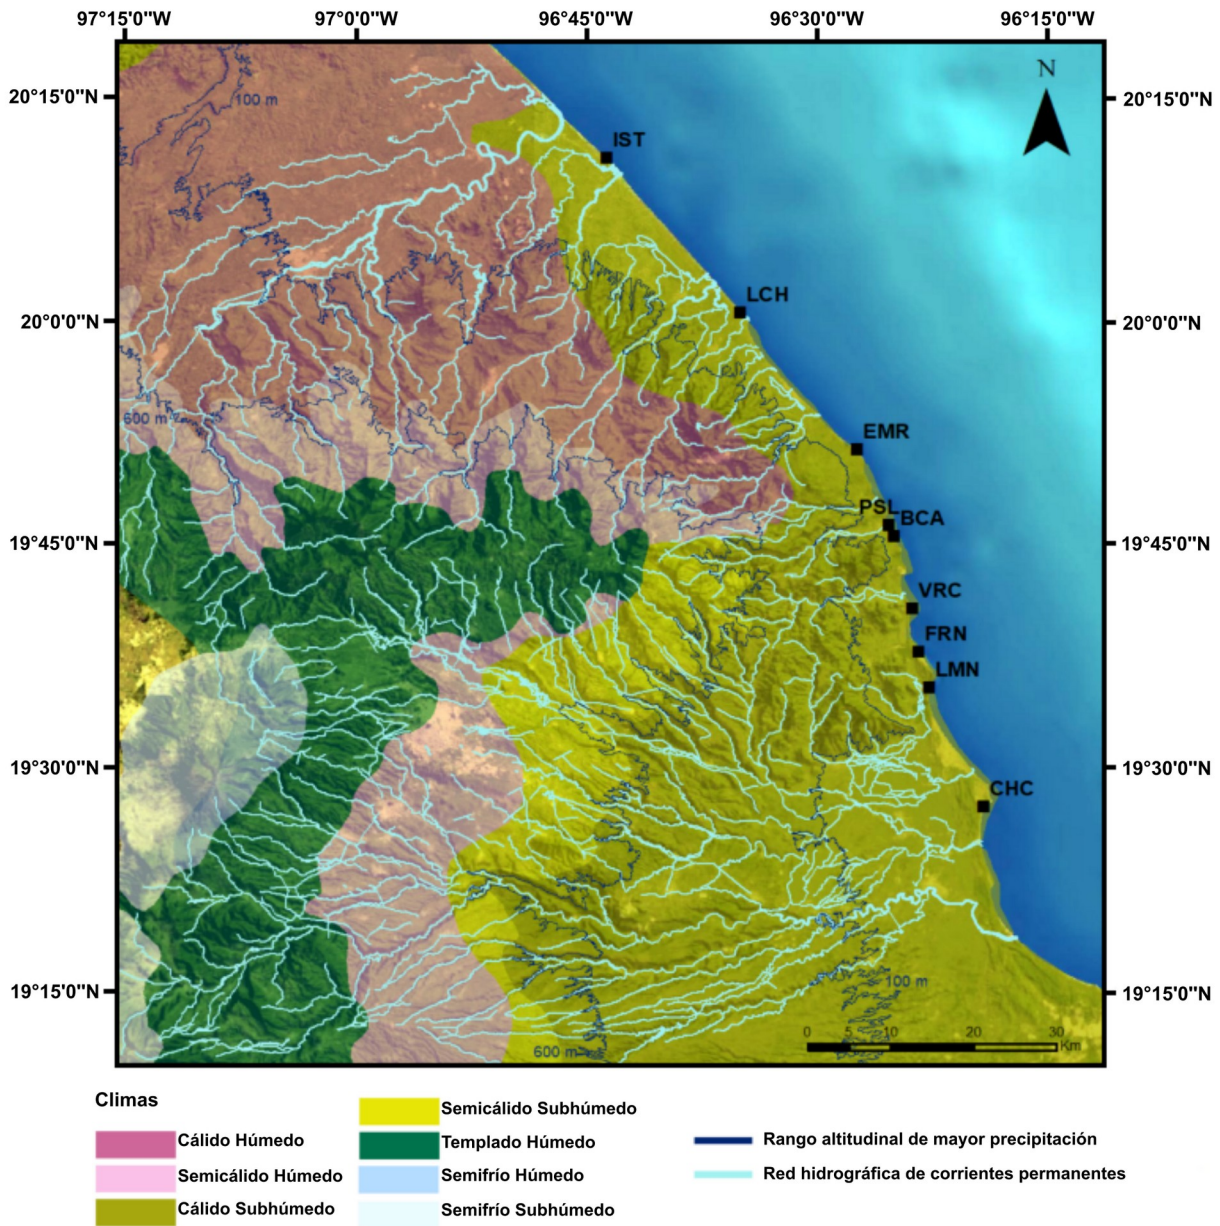 97°15'0"W 97°0'0"W 96°45'0"W 96°30'0"W 96°15'0"W
N
20°15'0"N 20°15'0"N
100 m
IST
LCH
20°0'0"N 20°0'0"N
600 m
EMR
PSL BCA
19°45'0"N 19°45'0"N
VRC
FRN
LMN
19°30'0"N 19°30'0"N
CHC
100 m
19°15'0"N 19°15'0"N
0 5 10 20 30
Km
600 m
Climas
Cálido Húmedo
Semicálido Húmedo
Cálido Subhúmedo
Semicálido Subhúmedo
Templado Húmedo
Semifrío Húmedo
Semifrío Subhúmedo
Rango altitudinal de mayor precipitación
Red hidrográfica de corrientes permanentes